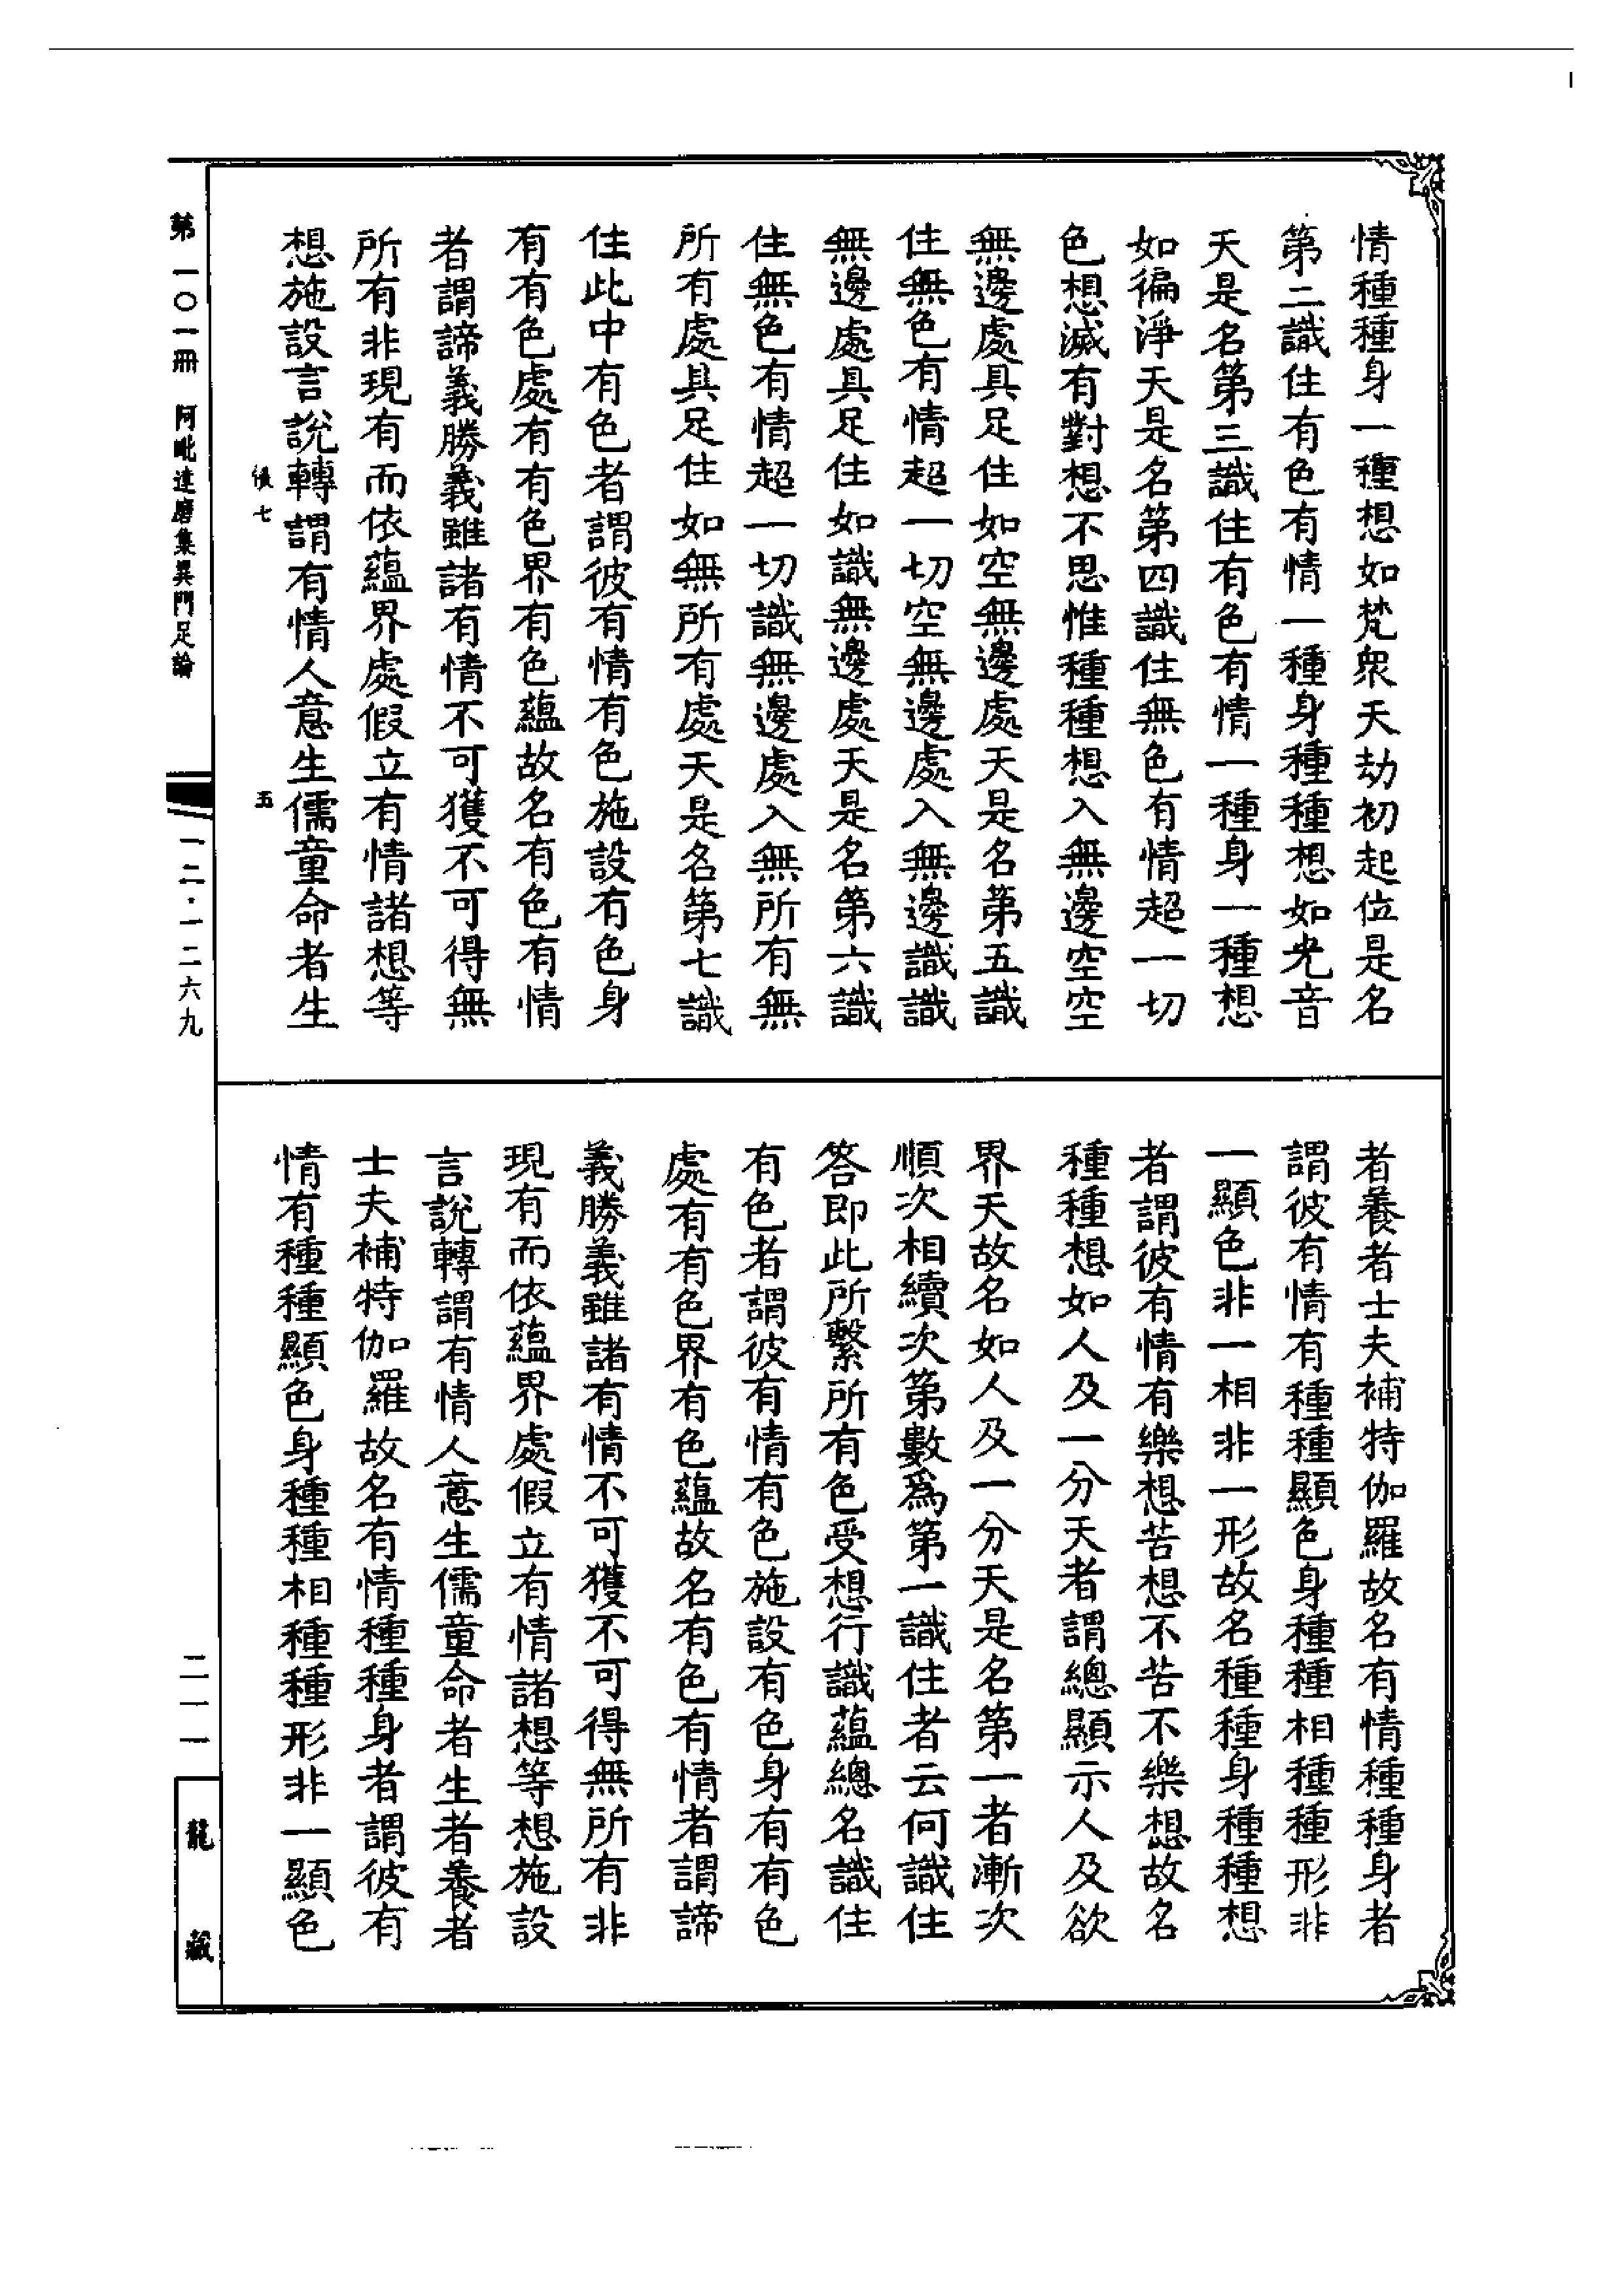 情種種身一種想如梵衆天劫初起位是名
第二識住有色有情一種身種種想如光音
天是名第三識住有色有情一種身一種想
如徧淨天是名第四識住無色有情超一切
色想滅有對想不思惟種種想入無邊空空
無邊處具足住如空無邊處天是名第五識
住無色有情超一切空無邊處入無邊識識
無邊處具足住如識無邊處天是名第六識
住無色有情超一切識無邊處入無所有無
所有處具足住如無所有處天是名第七識
住此中有色者謂彼有情有色施設有色身
有有色處有有色界有有色蘊故名有色有情
者謂諦義勝義雖諸有情不可獲不可得無
所有非現有而依蘊界處假立有情諸想等
想施設言說轉謂有情人意生儒童命者生
者養者士夫補特伽羅故名有情種種身者
謂彼有情有種種顯色身種種相種種形非
一顯色非一相非一形故名種種身種種想
者謂彼有情有樂想苦想不苦不樂想故名
種種想如人及一分天者謂總顯示人及欲
界天故名如人及一分天是名第一者漸次
順次相續次第數為第一識住者云何識住
答即此所繫所有色受想行識蘊總名識住
有色者謂彼有情有色施設有色身有有色
處有有色界有有色蘊故名有色有情者謂諦
義勝義雖諸有情不可獲不可得無所有非
現有而依蘊界處假立有情諸想等想施設
言說轉謂有情人意生儒童命者生者養者
士夫補特伽羅故名有情種種身者謂彼有
情有種種顯色身種種相種種形非一顯色
五
第一〇一冊 阿毗達磨集異門足論
一二·一二六九
二一一
龍藏